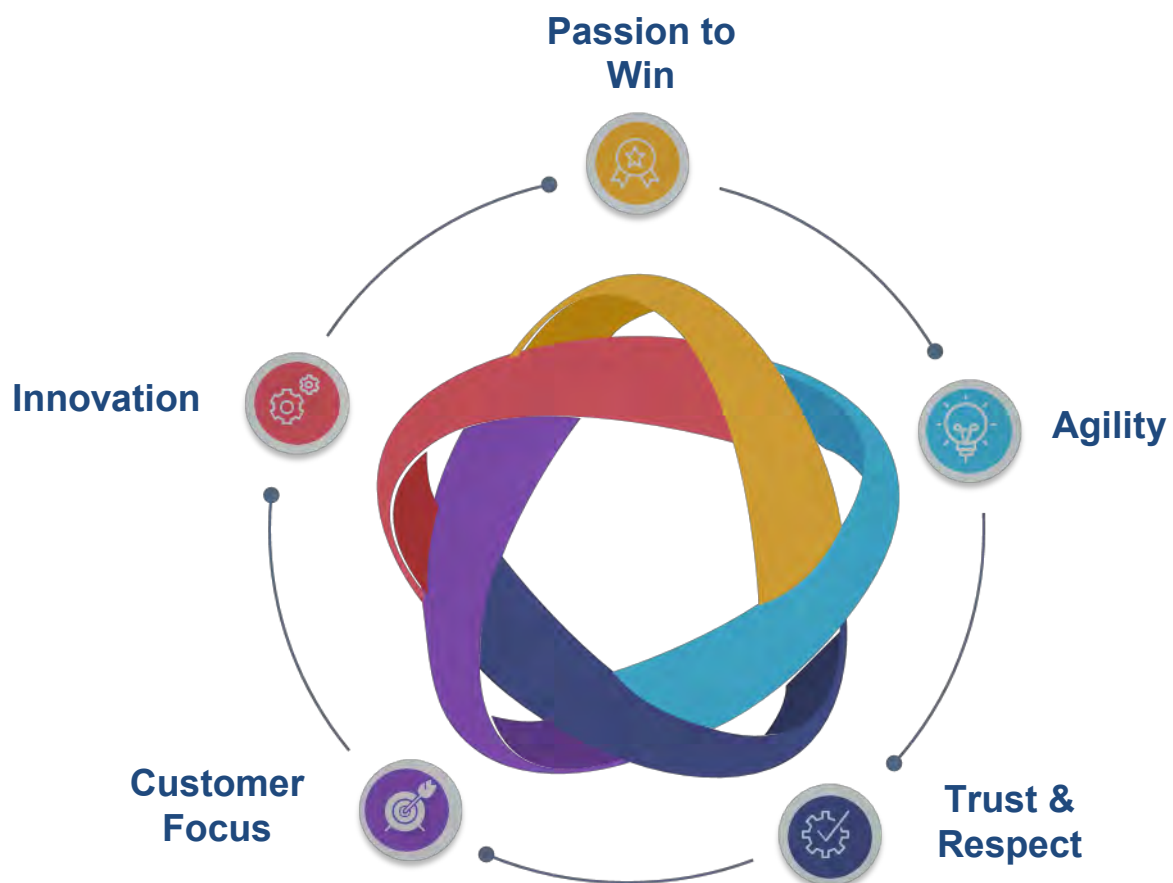 Passion to
Win
Innovation
Agility
Customer
Focus
Trust &
Respect